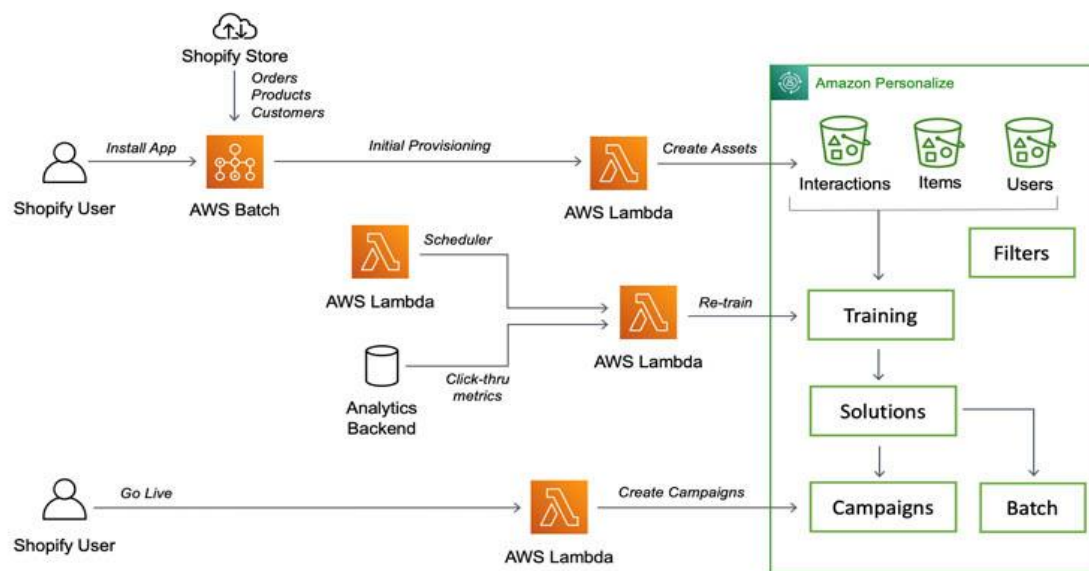 Shopify Store
Orders
Products
Customers
Amazon Personalize
Install App
Initial Provisioning
Create Assets
Shopify User
AWS Batch
AWS Lambda
Interactions
Items
Users
Scheduler
Filters
AWS Lambda
Re-train
Training
AWS Lambda
Click-thru
metrics
Analytics
Backend
Solutions
Go Live
Create Campaigns
Campaigns
Batch
Shopify User
AWS Lambda